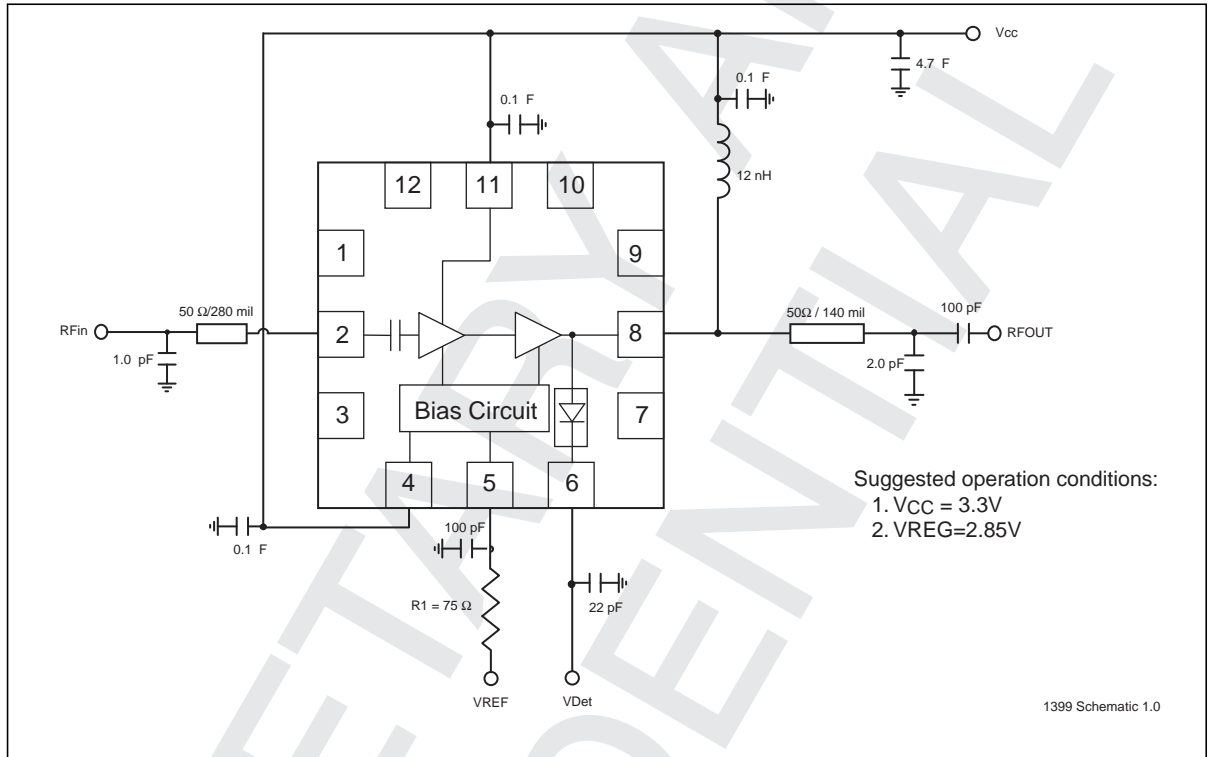 Vcc
4.7 F
0.1 F
0.1 F
12 nH
12
11
10
1
9
50 Ω/280 mil
50Ω / 140 mil
100 pF
RFin
2
8
RFOUT
1.0 pF
2.0 pF
3
Bias Circuit
7
4
5
6
Suggested operation conditions:
1. VCC = 3.3V
2. VREG=2.85V
100 pF
0.1 F
R1 = 75 Ω
22 pF
VREF
VDet
1399 Schematic 1.0